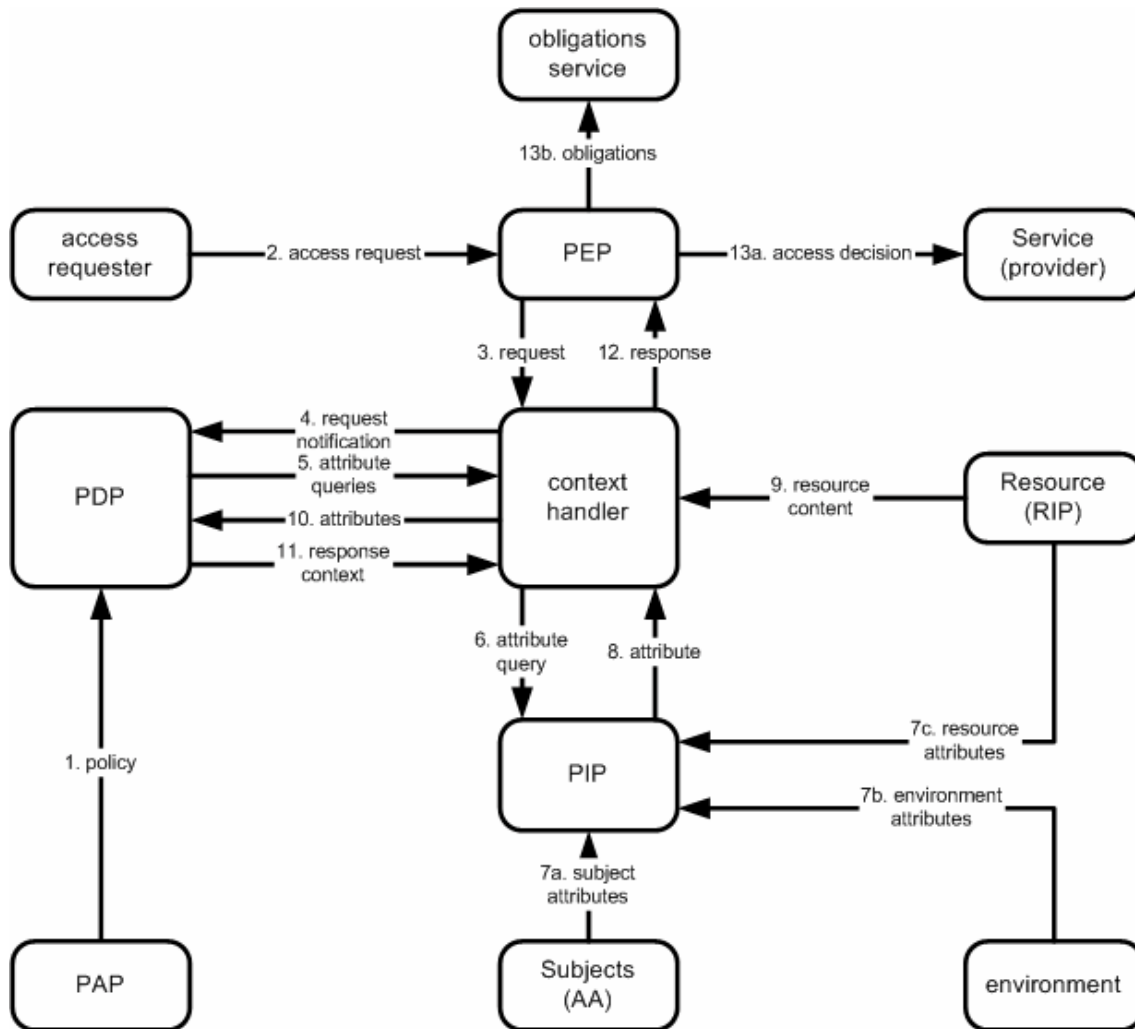 obligations
service
13b. obligations
access
requester
2. access request
PEP
13a. access decision
Service
(provider)
3. request
12. response
PDP
4. request
notification
5. attribute
queries
10. attributes
11. response
context
context
handler
9. resource
content
Resource
(RIP)
6. attribute
query
8. attribute
1. policy
PIP
7c. resource
attributes
7b. environment
attributes
7a. subject
attributes
PAP
Subjects
(AA)
environment